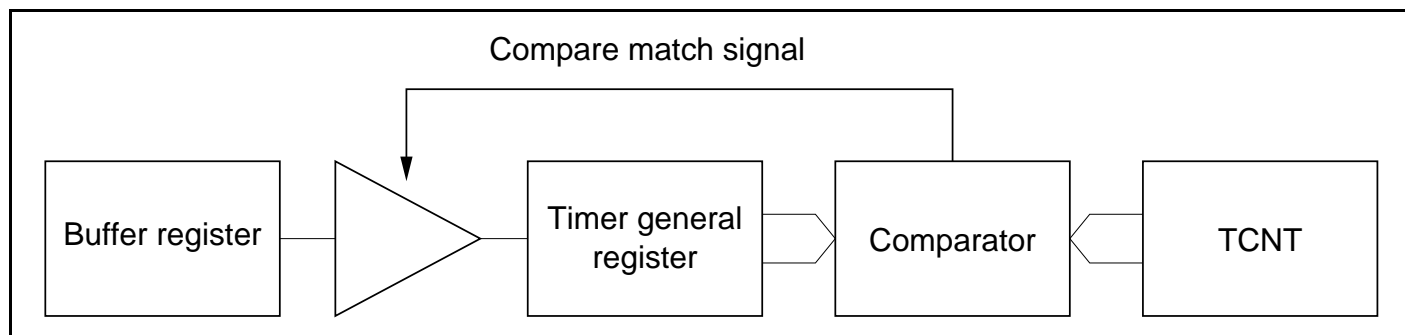 Compare match signal
Buffer register
Timer general
register
Comparator
TCNT